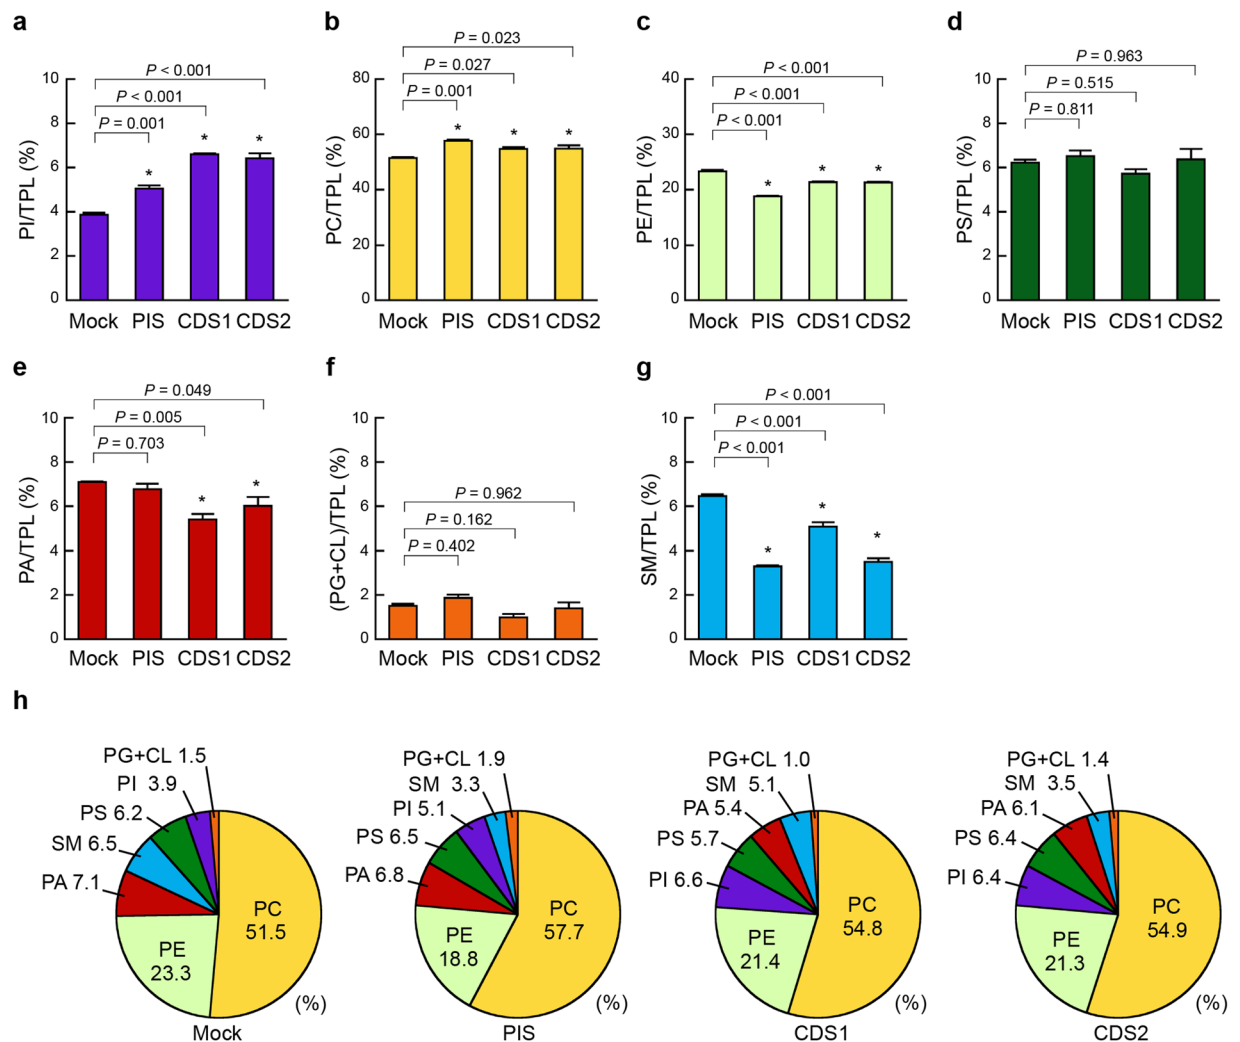 a
P < 0.001
P < 0.001
P = 0.001
10
8
6
4
2
0
PI/TPL (%)
*
*
*
Mock PIS CDS1 CDS2
b
P = 0.023
P = 0.027
P = 0.001
80
60
40
20
0
PC/TPL (%)
*
*
*
Mock PIS CDS1 CDS2
c
P < 0.001
P < 0.001
P < 0.001
40
30
20
10
0
PE/TPL (%)
*
*
*
Mock PIS CDS1 CDS2
d
P = 0.963
P = 0.515
P = 0.811
10
8
6
4
2
0
PS/TPL (%)
Mock PIS CDS1 CDS2
e
P = 0.049
P = 0.005
P = 0.703
10
8
6
4
2
0
PA/TPL (%)
*
*
Mock PIS CDS1 CDS2
f
10
8
6
4
2
0
(PG+CL)/TPL (%)
P = 0.962
P = 0.162
P = 0.402
Mock PIS CDS1 CDS2
g
P < 0.001
P < 0.001
P < 0.001
10
8
6
4
2
0
SM/TPL (%)
*
*
*
Mock PIS CDS1 CDS2
h
PG+CL 1.5
PI 3.9
PS 6.2
SM 6.5
PA 7.1
PC
51.5
PE
23.3
(%)
Mock
PG+CL 1.9
SM 3.3
PI 5.1
PS 6.5
PA 6.8
PC
57.7
PE
18.8
(%)
PIS
PG+CL 1.0
SM 5.1
PA 5.4
PS 5.7
PI 6.6
PC
54.8
PE
21.4
(%)
CDS1
PG+CL 1.4
SM 3.5
PA 6.1
PS 6.4
PI 6.4
PC
54.9
PE
21.3
(%)
CDS2